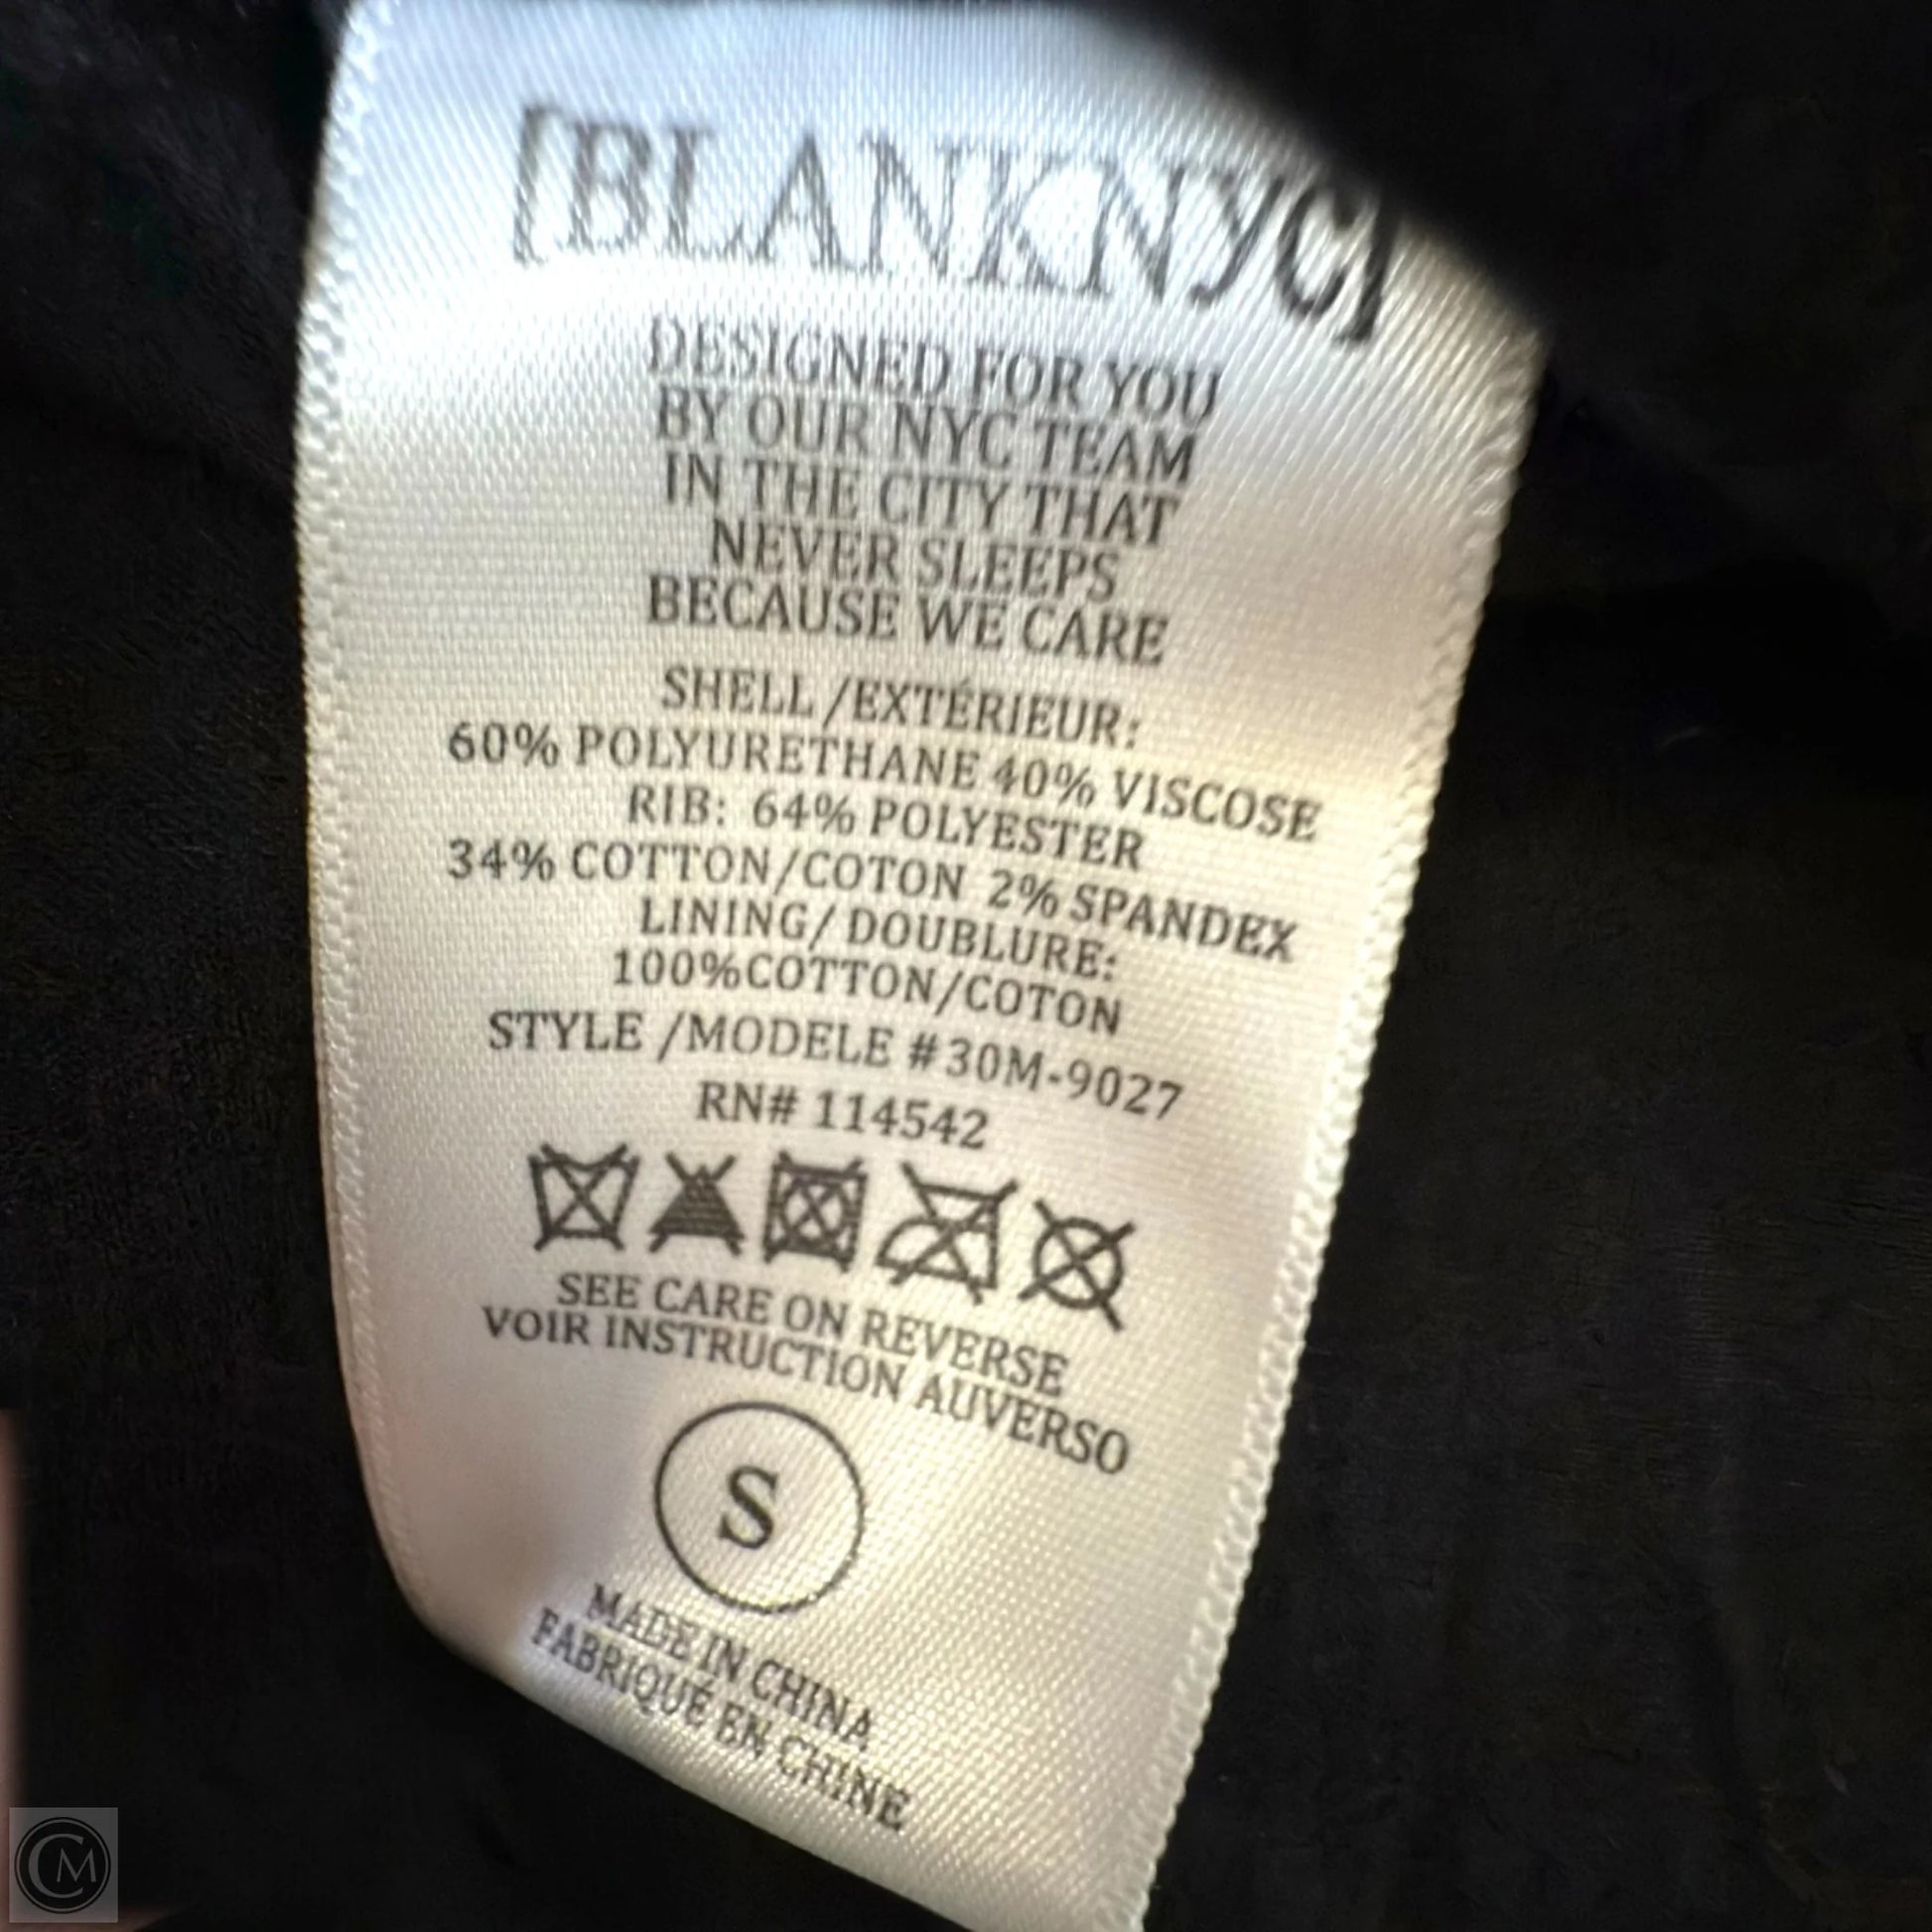 [BLANKNYC]
DESIGNED FOR YOU
BY OUR NYC TEAM
IN THE CITY THAT
NEVER SLEEPS
BECAUSE WE CARE
SHELL /EXTÉRIEUR:
60% POLYURETHANE 40% VISCOSE
RIB: 64% POLYESTER
34% COTTON/COTON 2% SPANDEX
LINING/DOUBLURE:
100%COTTON/COTON
STYLE /MODELE #30M-9027
RN# 114542
SEE CARE ON REVERSE
VOIR INSTRUCTION AUVERSO
S
MADE IN CHINA
FABRIQUÉ EN CHINE
CM